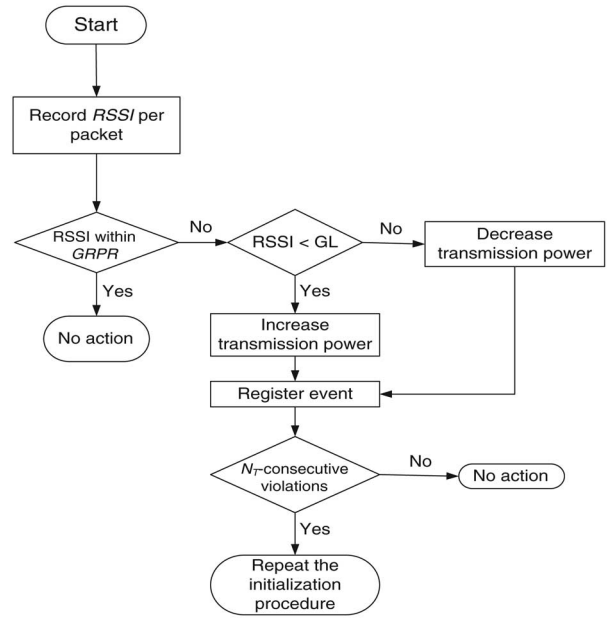 Start
Record RSSI per
packet
RSSI within
GRPR
No
RSSI < GL
No
Decrease
transmission power
Yes
Yes
No action
Increase
transmission power
Register event
N_T-consecutive
violations
No
No action
Yes
Repeat the
initialization
procedure